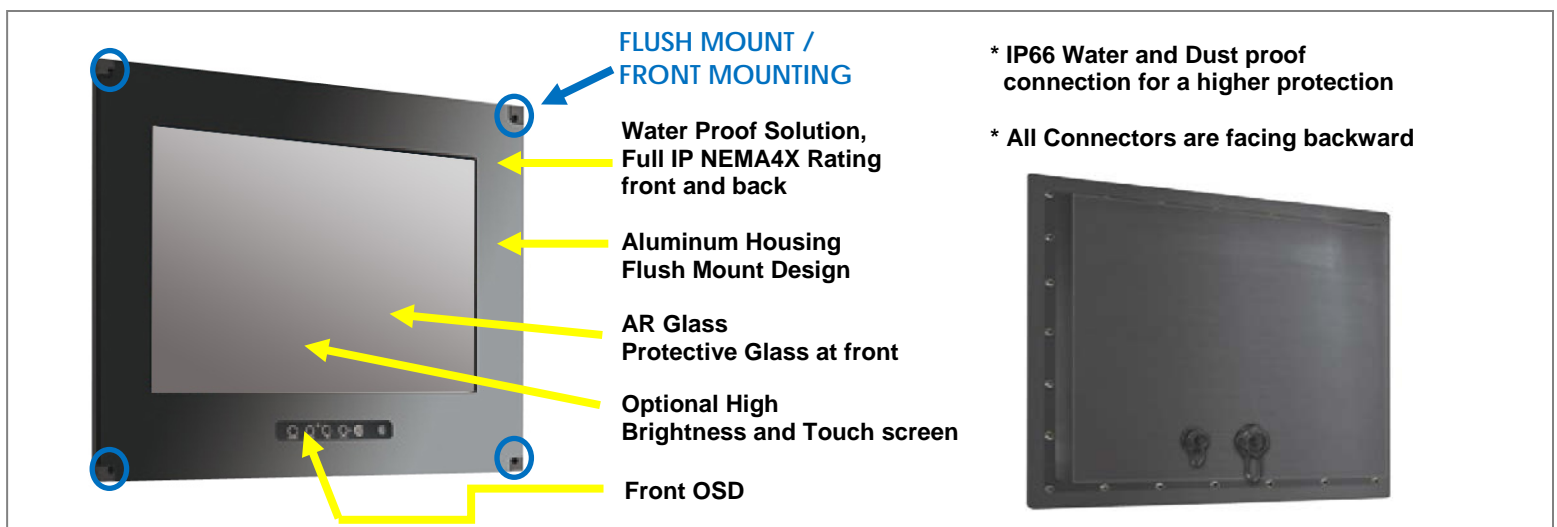 FLUSH MOUNT /
FRONT MOUNTING
Water Proof Solution,
Full IP NEMA4X Rating
front and back
Aluminum Housing
Flush Mount Design
AR Glass
Protective Glass at front
Optional High
Brightness and Touch screen
Front OSD
* IP66 Water and Dust proof
connection for a higher protection
* All Connectors are facing backward